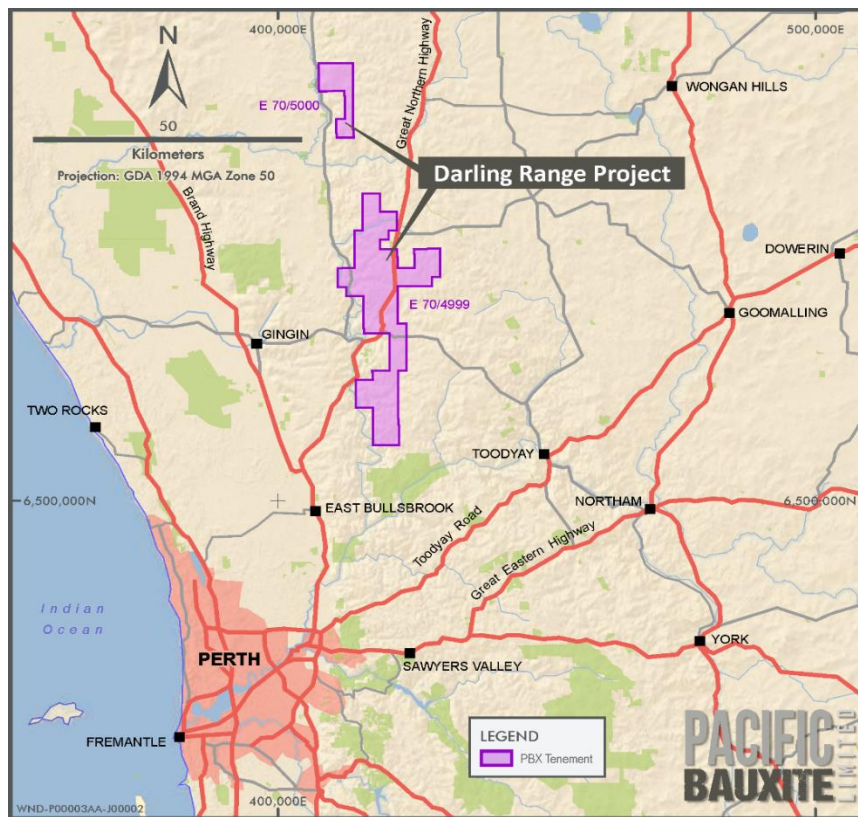 400,000E
500,000E
N
Great Northern Highway
E 70/5000
WONGAN HILLS
50
Kilometers
Projection: GDA 1994 MGA Zone 50
Darling Range Project
Brand Highway
DOWERIN
E 70/4999
GOOMALLING
GINGIN
TWO ROCKS
TOODYAY
6,500,000N
EAST BULLSBROOK
NORTHAM
6,500,000N
Toodyay Road
Great Eastern Highway
Indian
Ocean
PERTH
YORK
SAWYERS VALLEY
FREMANTLE
LEGEND
PBX Tenement
PACIFIC
BAUXITE
LIMITED
WND-P00003AA-J00002
400,000E